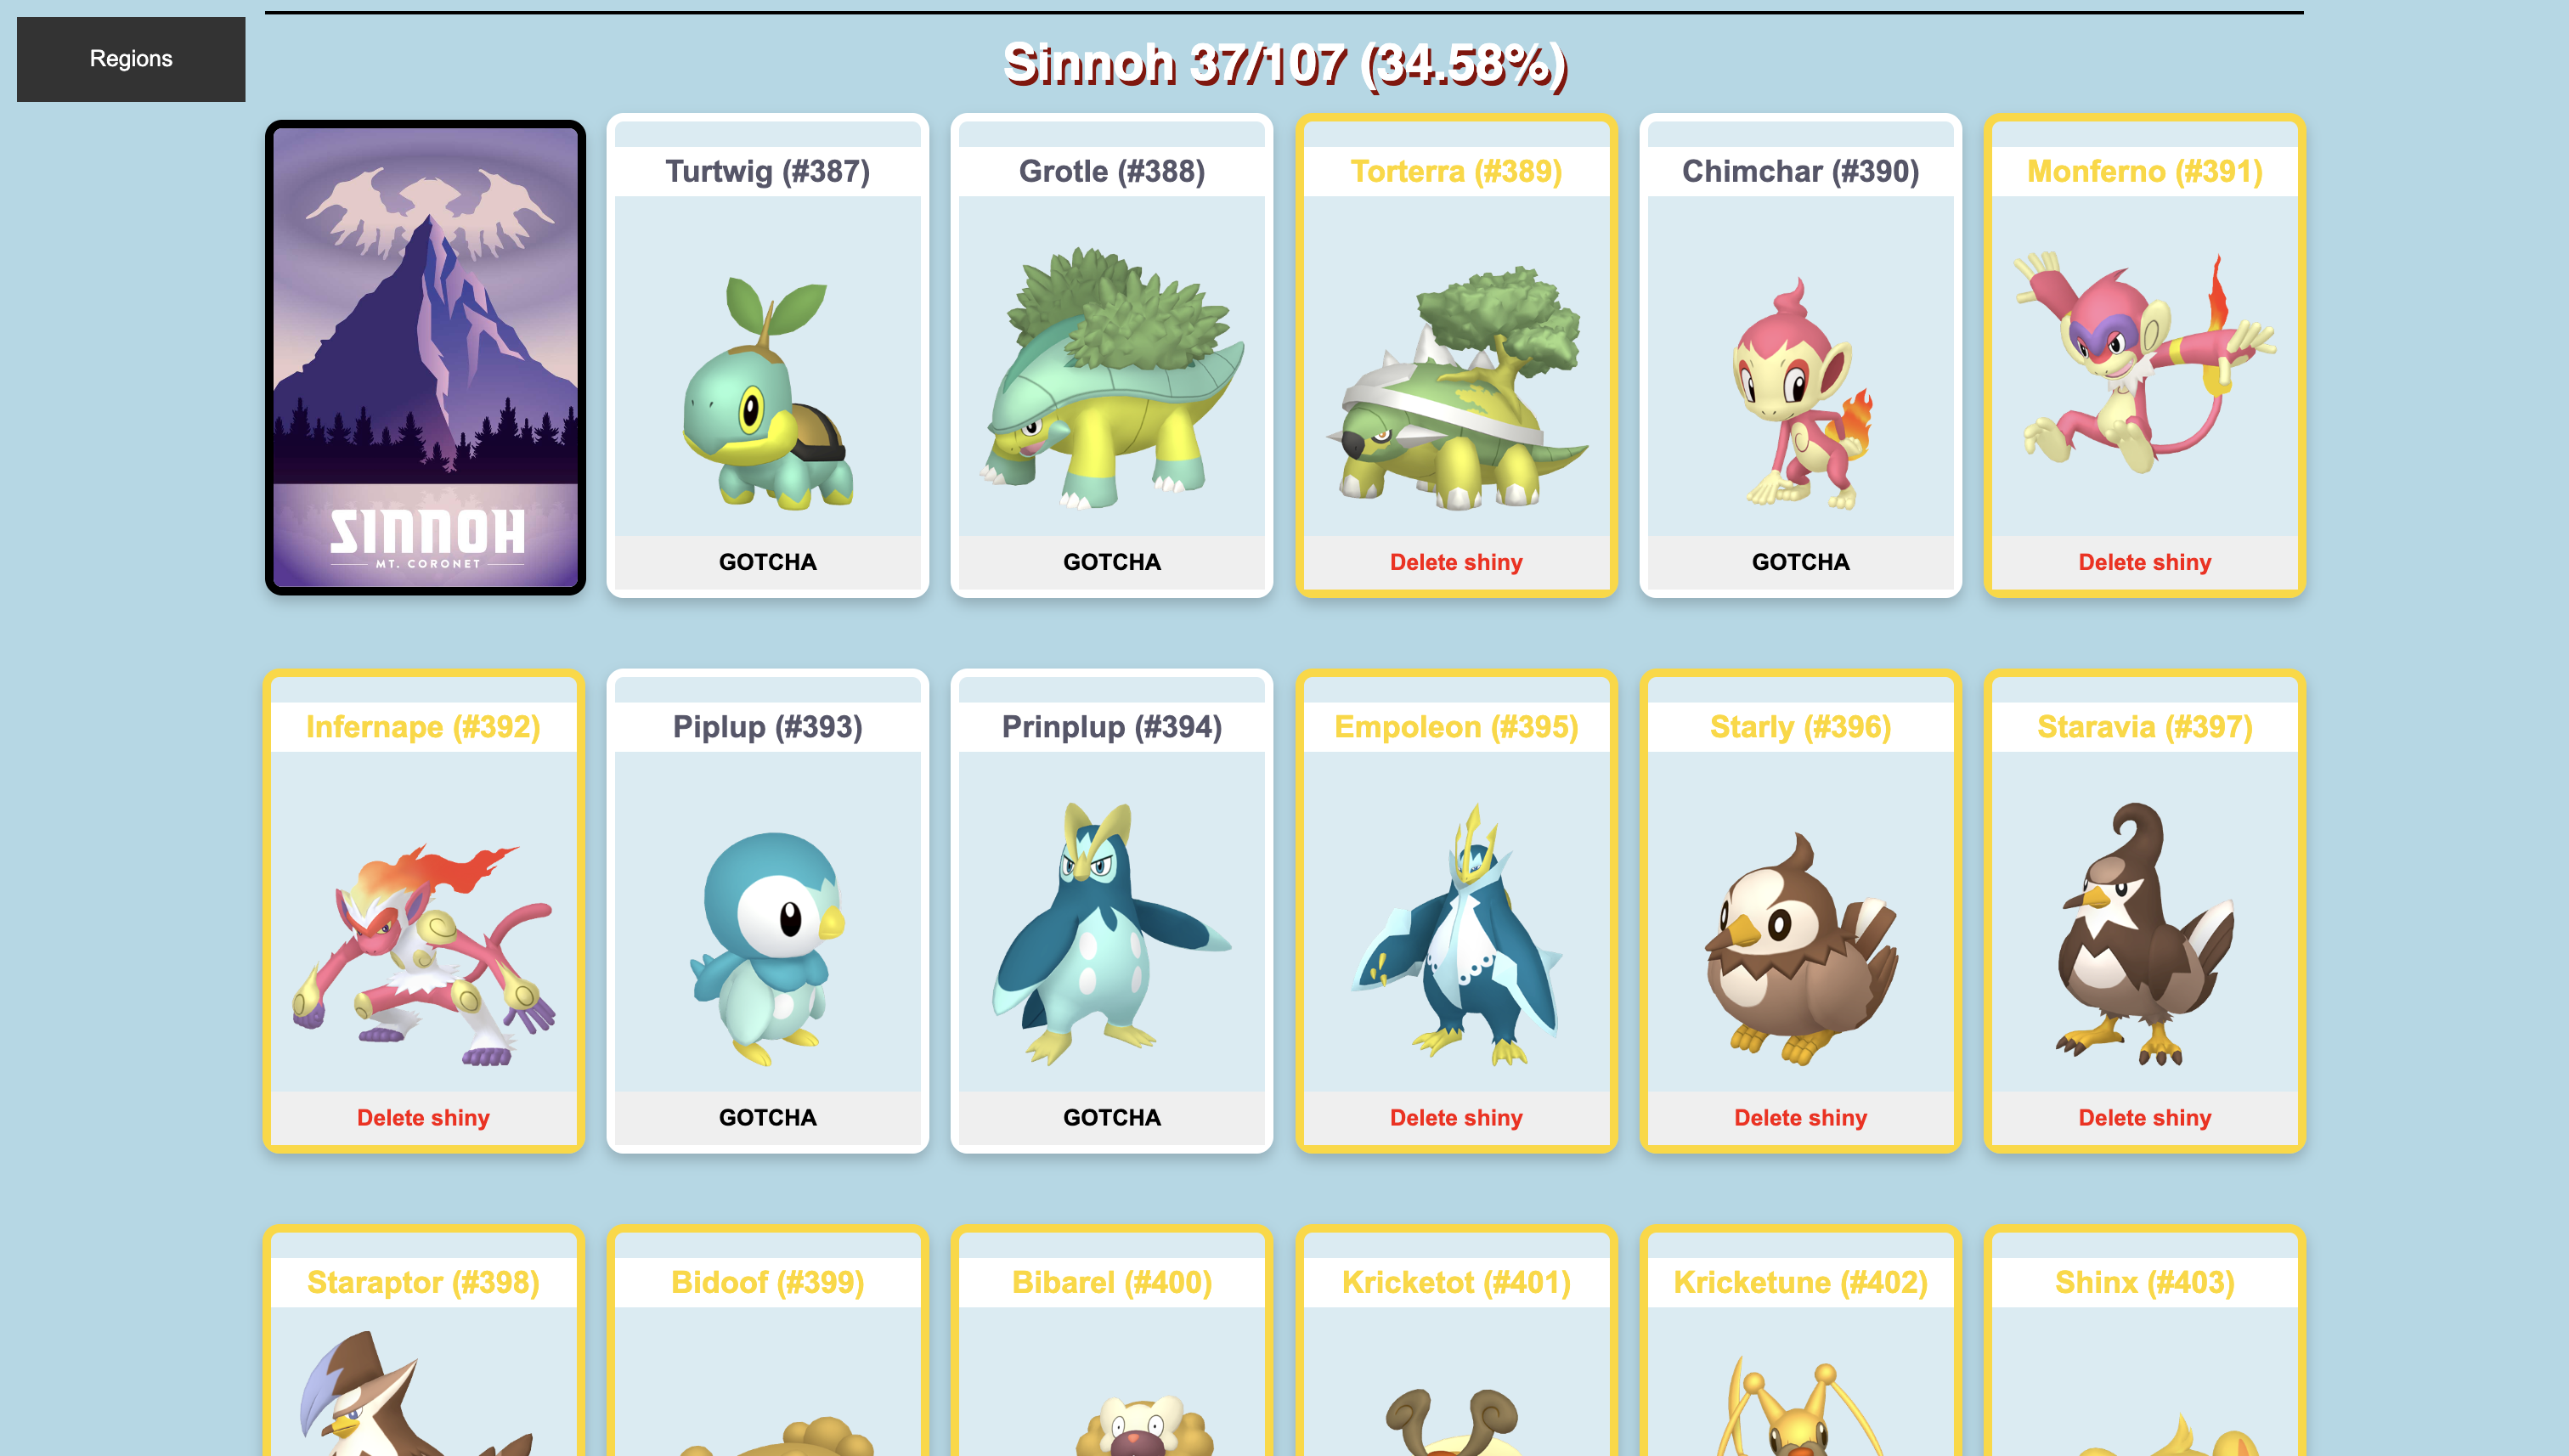 Regions
Sinnoh 37/107 (34.58%)
SINNOH
MT. CORONET
Turtwig (#387)
GOTCHA
Grotle (#388)
GOTCHA
Torterra (#389)
Delete shiny
Chimchar (#390)
GOTCHA
Monferno (#391)
Delete shiny
Infernape (#392)
Delete shiny
Piplup (#393)
GOTCHA
Prinplup (#394)
GOTCHA
Empoleon (#395)
Delete shiny
Starly (#396)
Delete shiny
Staravia (#397)
Delete shiny
Staraptor (#398)
Bidoof (#399)
Bibarel (#400)
Kricketot (#401)
Kricketune (#402)
Shinx (#403)